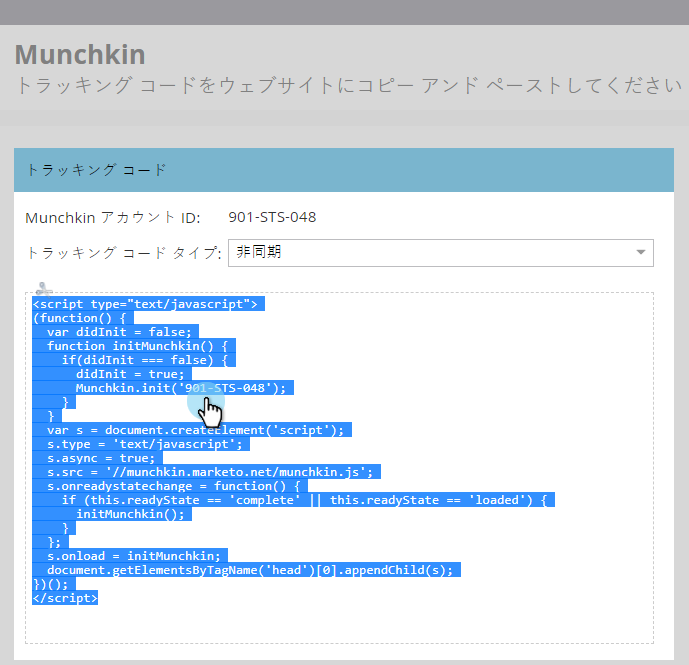 Munchkin
トラッキング コードをウェブサイトにコピー アンド ペーストしてください
トラッキング コード
Munchkin アカウント ID: 901-STS-048
トラッキング コード タイプ: 非同期
<script type="text/javascript">
(function() {
  var didInit = false;
  function initMunchkin() {
    if(didInit === false) {
      didInit = true;
      Munchkin.init('901-STS-048');
    }
  }
  var s = document.createElement('script');
  s.type = 'text/javascript';
  s.async = true;
  s.src = '//munchkin.marketo.net/munchkin.js';
  s.onreadystatechange = function() {
    if (this.readyState == 'complete' || this.readyState == 'loaded') {
      initMunchkin();
    }
  };
  s.onload = initMunchkin;
  document.getElementsByTagName('head')[0].appendChild(s);
})();
</script>